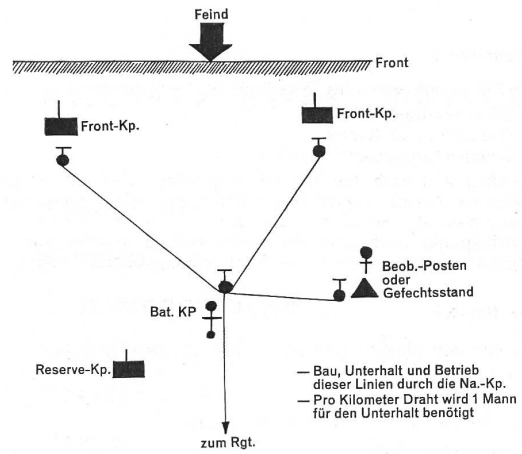 Feind
Front
Front-Kp.
Front-Kp.
Beob.-Posten
oder
Gefechtsstand
Bat. KP
Reserve-Kp.
— Bau, Unterhalt und Betrieb
dieser Linien durch die Na.-Kp.
— Pro Kilometer Draht wird 1 Mann
für den Unterhalt benötigt
zum Rgt.